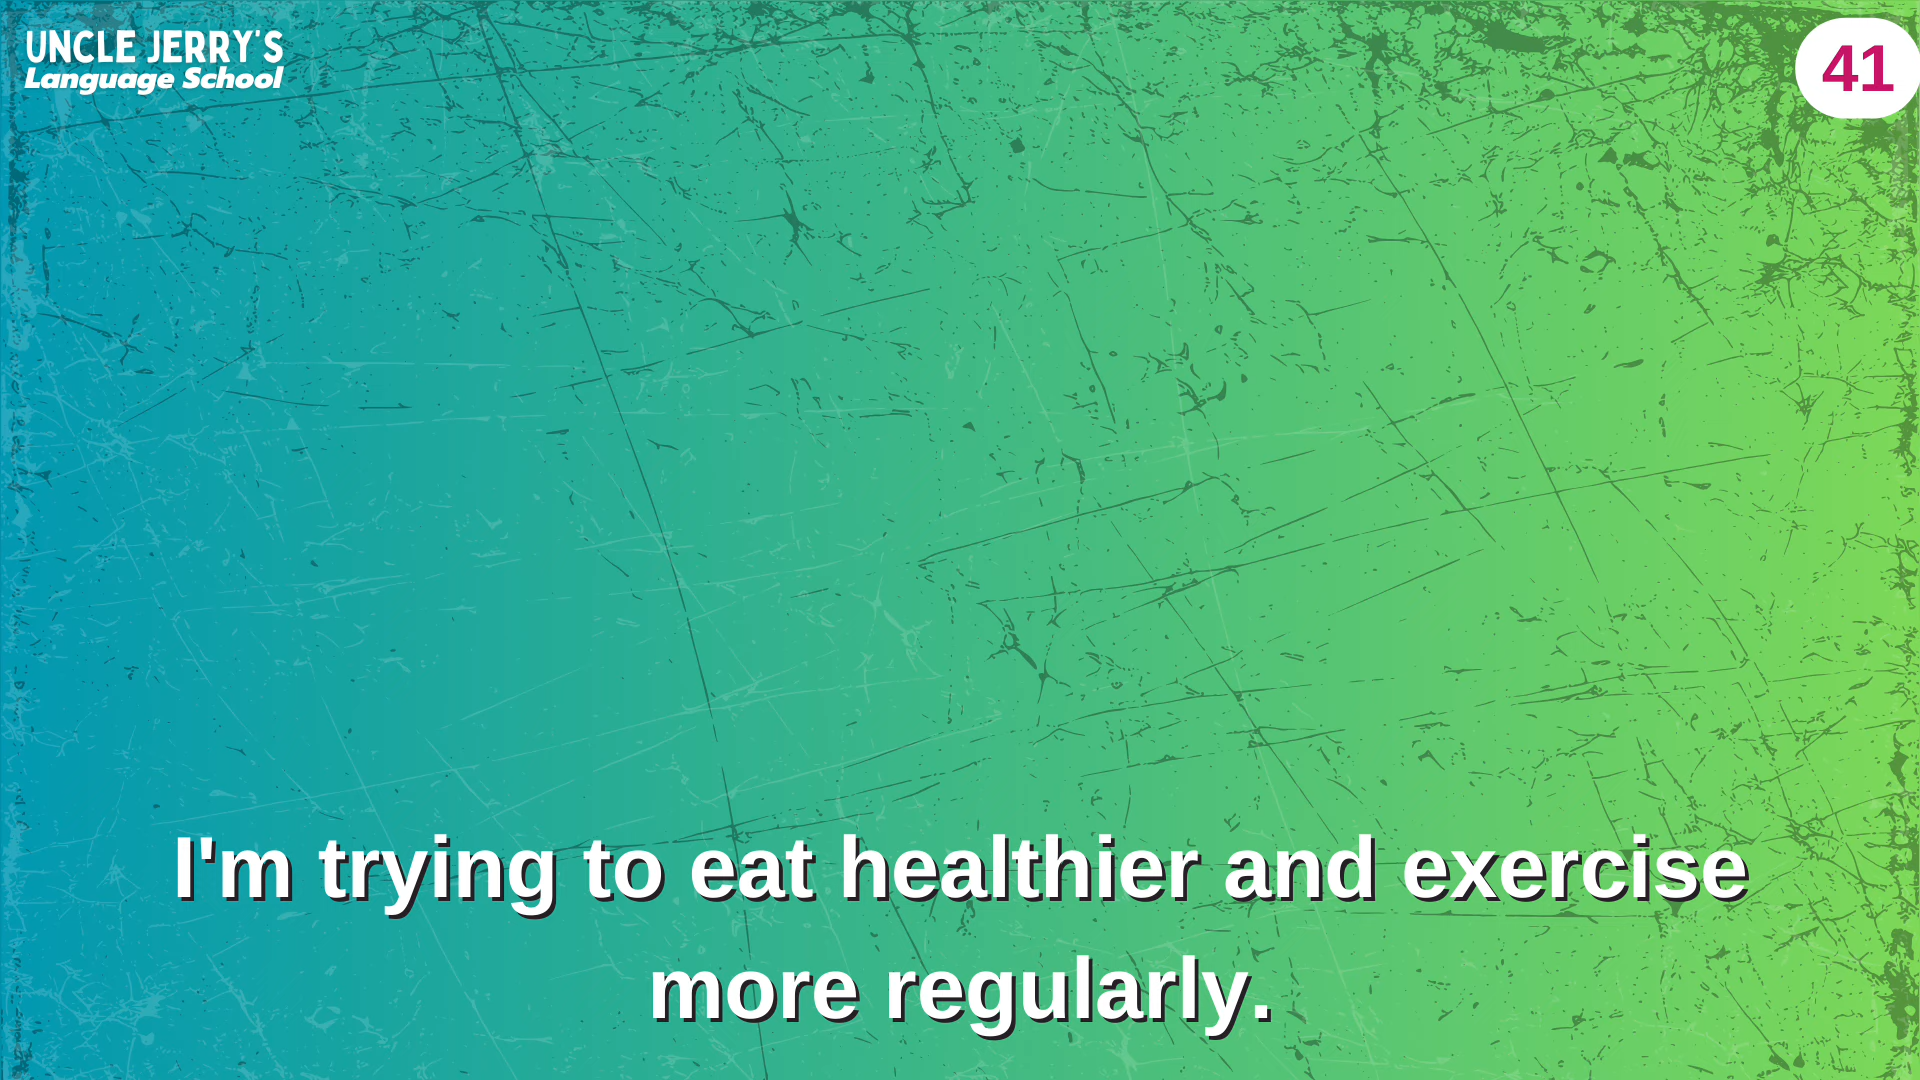 UNCLE JERRY'S
Language School
41
I'm trying to eat healthier and exercise
more regularly.